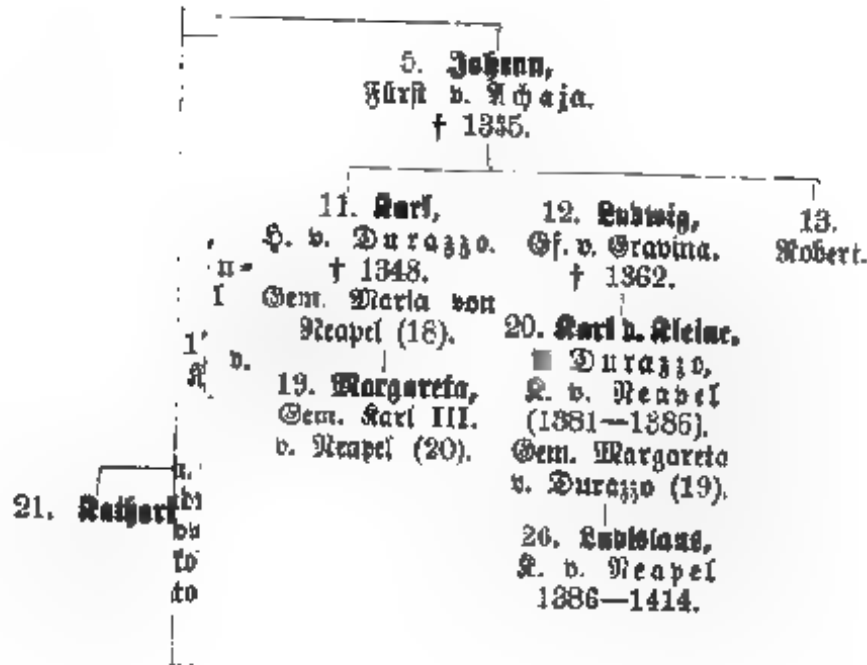 5. Johann,
Fürst v. Achaja.
† 1335.
11. Karl,
H. v. Durazzo.
† 1348.
Gem. Maria von
Neapel (18).
19. Margareta,
Gem. Karl III.
v. Neapel (20).
12. Ludwig,
Gf. v. Gravina.
† 1362.
20. Karl d. Kleine,
Durazzo,
K. v. Neapel
(1381—1386).
Gem. Margareta
v. Durazzo (19).
26. Ladislaus,
K. v. Neapel
1386—1414.
13.
Robert.
n-
l
v.
21.